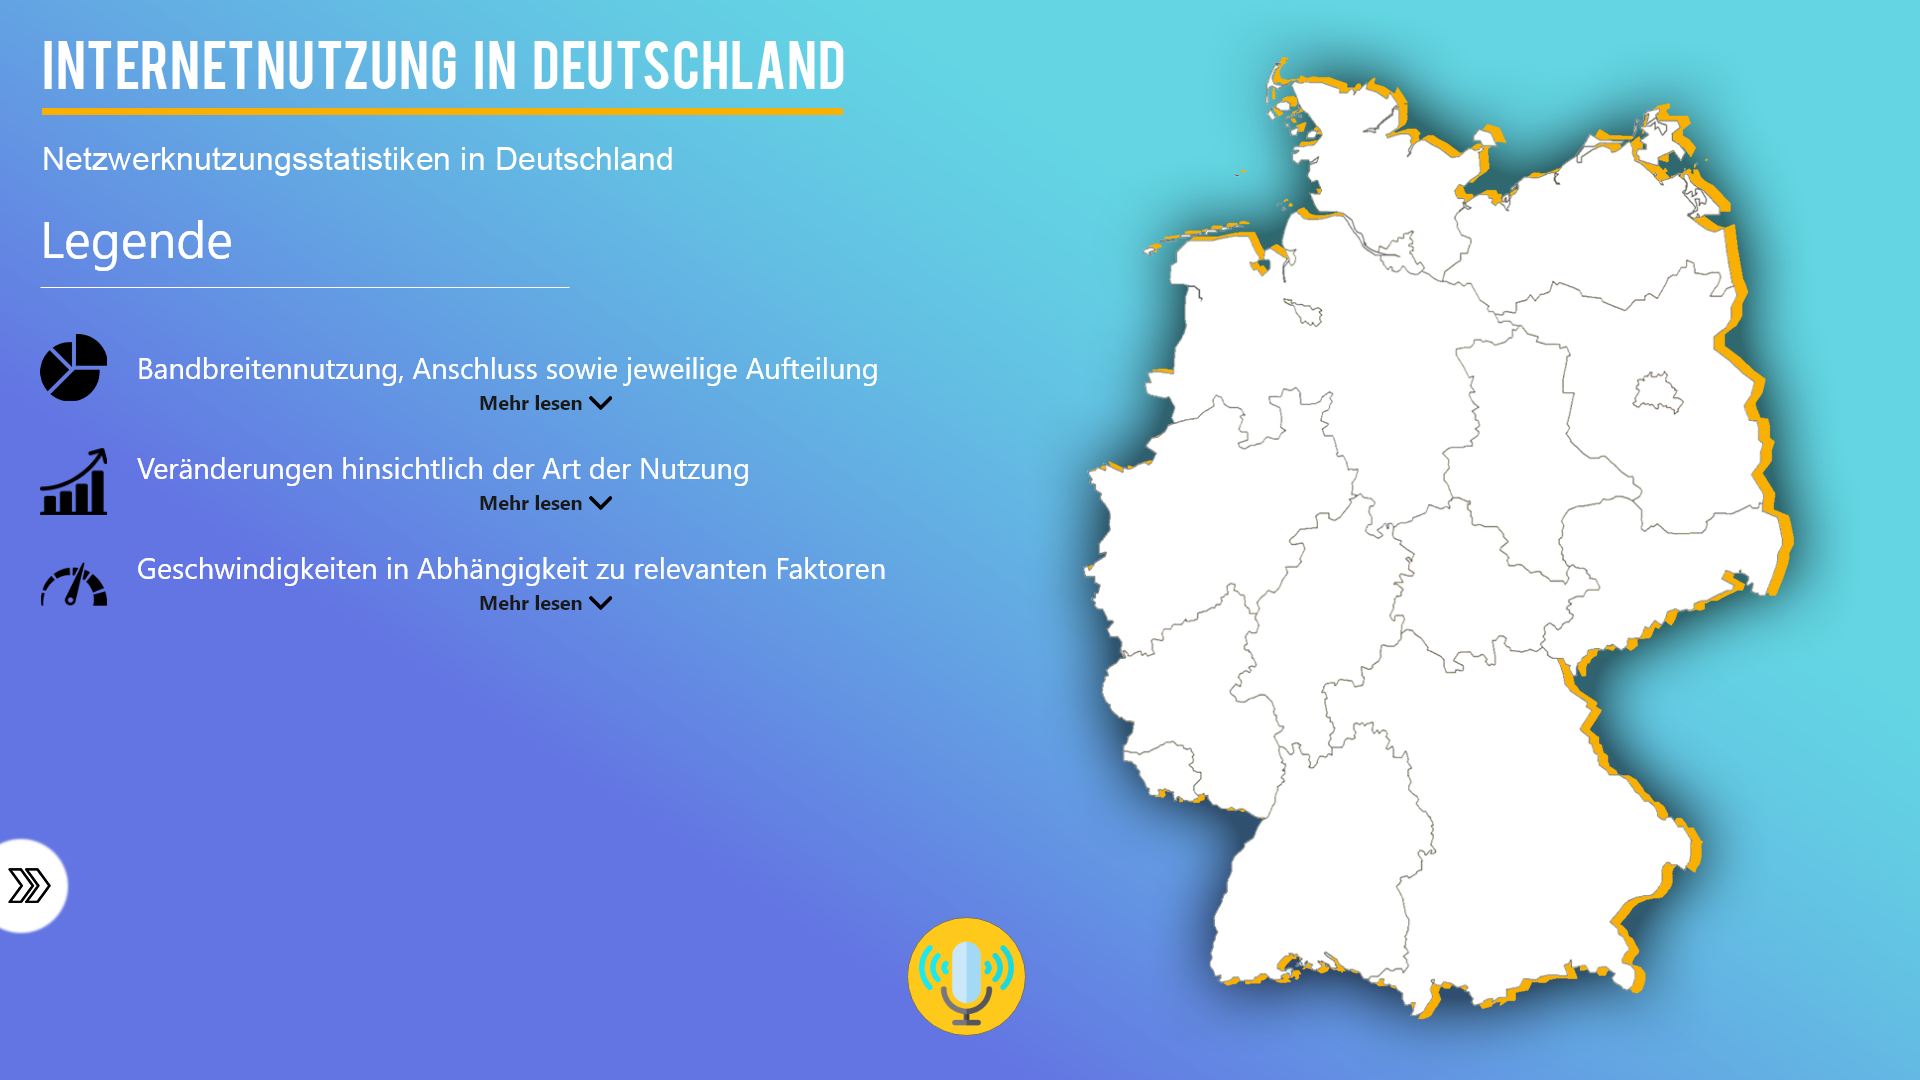 INTERNETNUTZUNG IN DEUTSCHLAND
Netzwerknutzungsstatistiken in Deutschland
Legende
Bandbreitennutzung, Anschluss sowie jeweilige Aufteilung
Mehr lesen
Veränderungen hinsichtlich der Art der Nutzung
Mehr lesen
Geschwindigkeiten in Abhängigkeit zu relevanten Faktoren
Mehr lesen